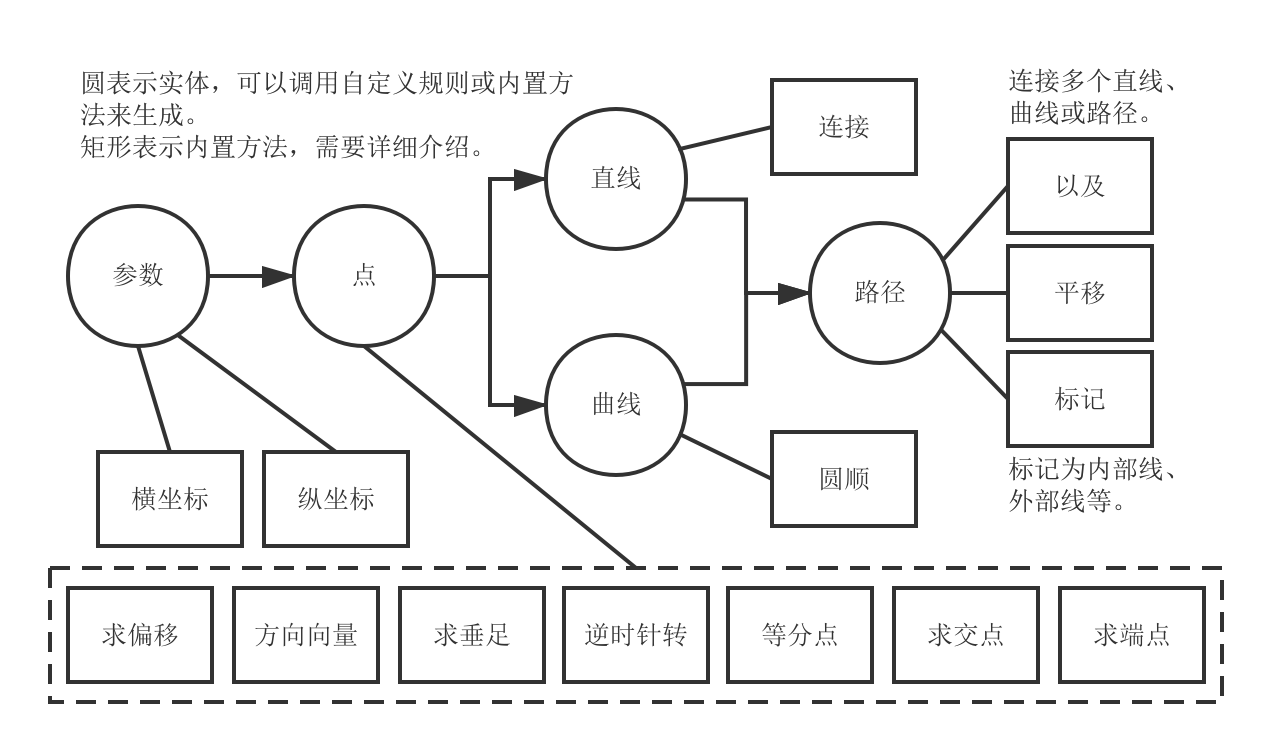 圆表示实体，可以调用自定义规则或内置方
法来生成。
矩形表示内置方法，需要详细介绍。
连接多个直线、
曲线或路径。
连接
直线
以及
参数
点
路径
平移
曲线
标记
圆顺
标记为内部线、
外部线等。
横坐标
纵坐标
求偏移
方向向量
求垂足
逆时针转
等分点
求交点
求端点